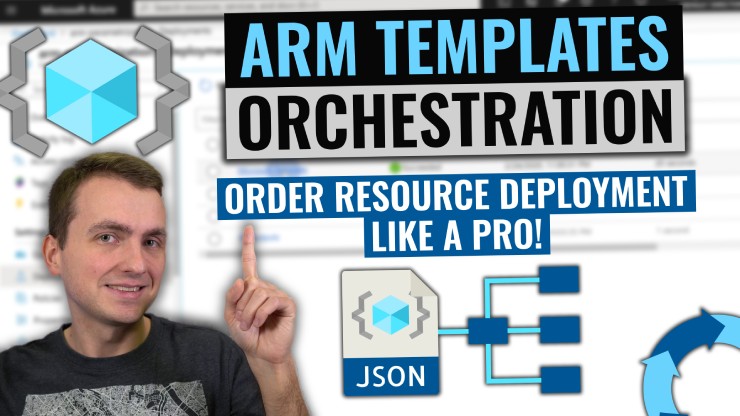 ARM TEMPLATES
ORCHESTRATION
ORDER RESOURCE DEPLOYMENT
LIKE A PRO!
JSON